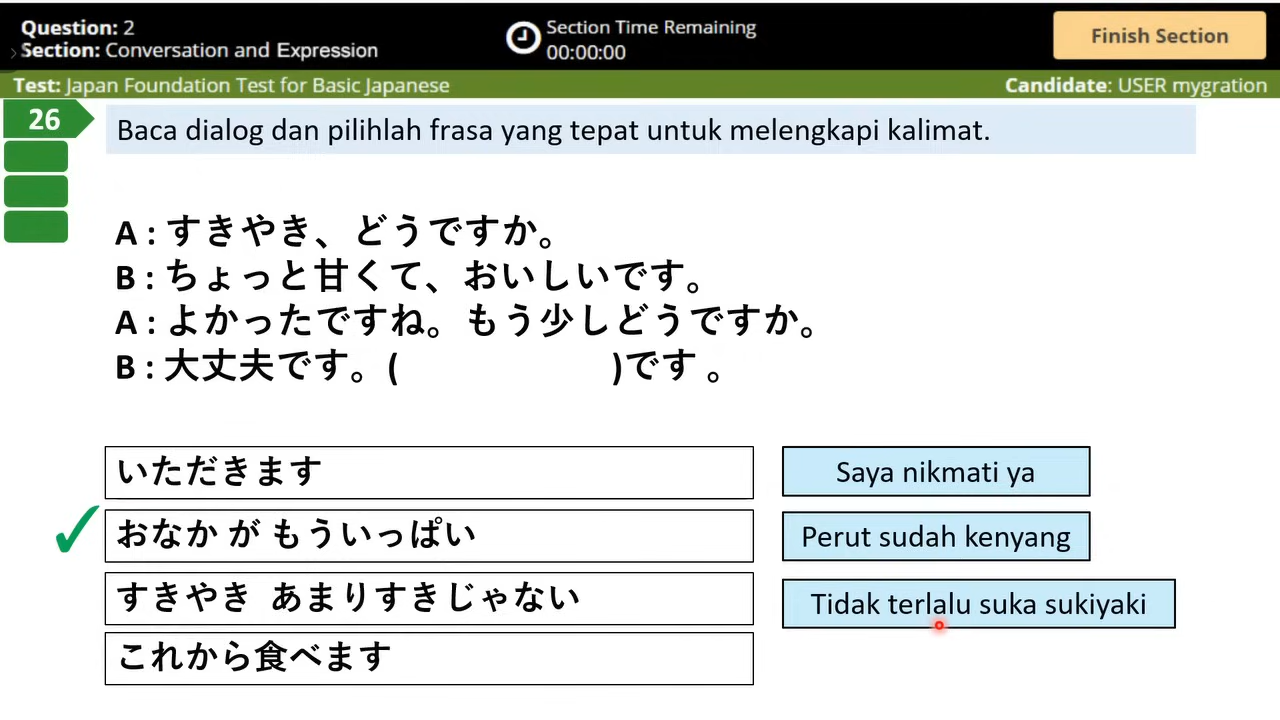 Question: 2
Section: Conversation and Expression
Section Time Remaining
00:00:00
Finish Section
Test: Japan Foundation Test for Basic Japanese
Candidate: USER mygration
26
Baca dialog dan pilihlah frasa yang tepat untuk melengkapi kalimat.
A : すきやき、どうですか。
B : ちょっと甘くて、おいしいです。
A : よかったですね。もう少しどうですか。
B : 大丈夫です。( )です 。
いただきます
Saya nikmati ya
おなか が もういっぱい
Perut sudah kenyang
すきやき あまりすきじゃない
Tidak terlalu suka sukiyaki
これから食べます